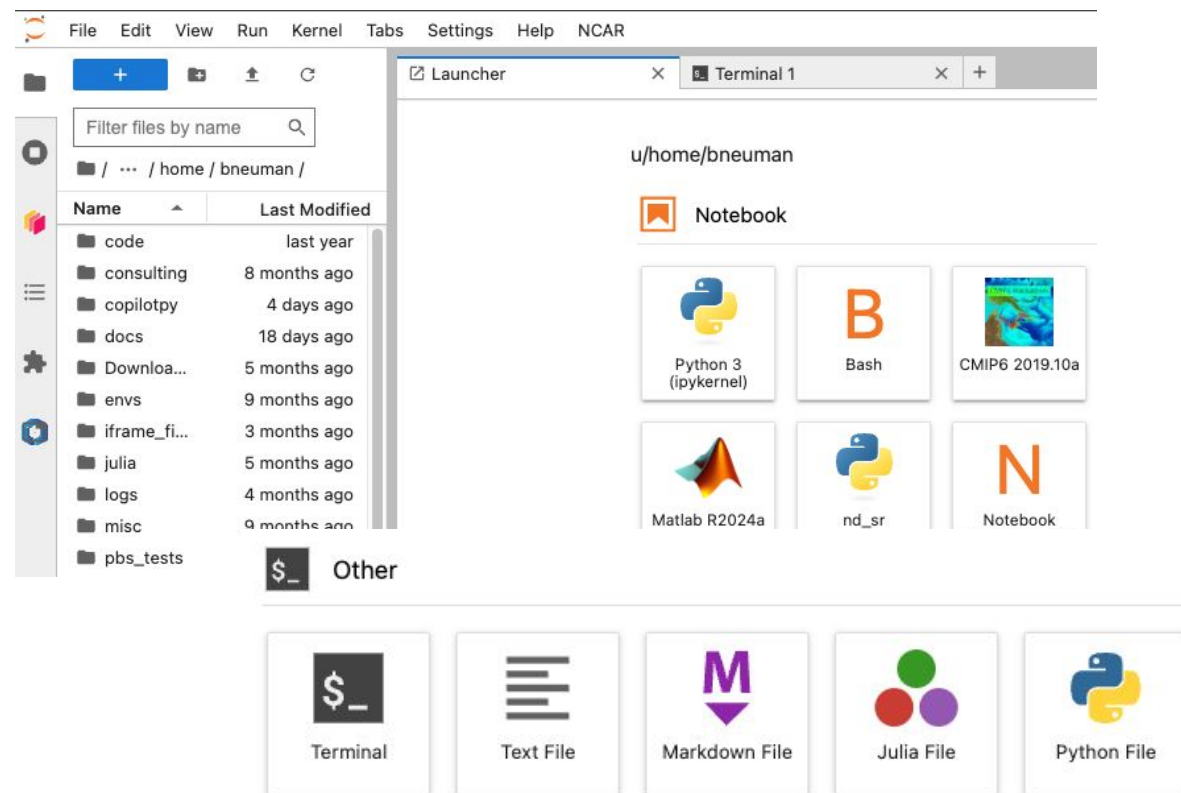 File Edit View Run Kernel Tabs Settings Help NCAR
+
Launcher × $_ Terminal 1 × +
Filter files by name
/ ··· / home / bneuman /
Name Last Modified
code last year
consulting 8 months ago
copilotpy 4 days ago
docs 18 days ago
Downloa... 5 months ago
envs 9 months ago
iframe_fi... 3 months ago
julia 5 months ago
logs 4 months ago
misc 9 months ago
pbs_tests
u/home/bneuman
Notebook
Python 3
(ipykernel)
B
Bash
CMIP6 2019.10a
Matlab R2024a
nd_sr
N
Notebook
$_ Other
$_
Terminal
Text File
M
Markdown File
Julia File
Python File